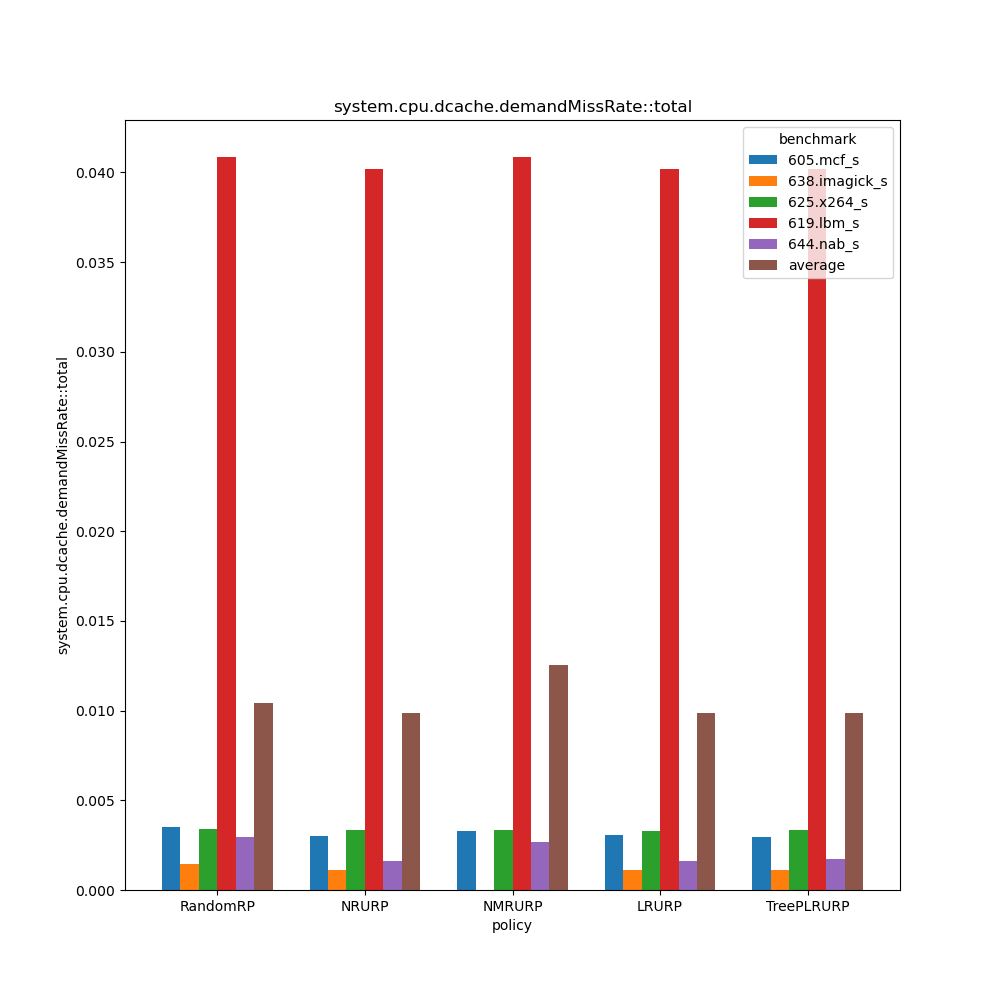 system.cpu.dcache.demandMissRate::total
benchmark
605.mcf_s
638.imagick_s
625.x264_s
619.lbm_s
644.nab_s
average
system.cpu.dcache.demandMissRate::total
0.040
0.035
0.030
0.025
0.020
0.015
0.010
0.005
0.000
RandomRP NRURP NMRURP LRURP TreePLRURP
policy